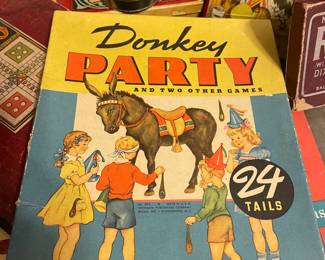 Donkey
PARTY
AND TWO OTHER GAMES
24
TAILS